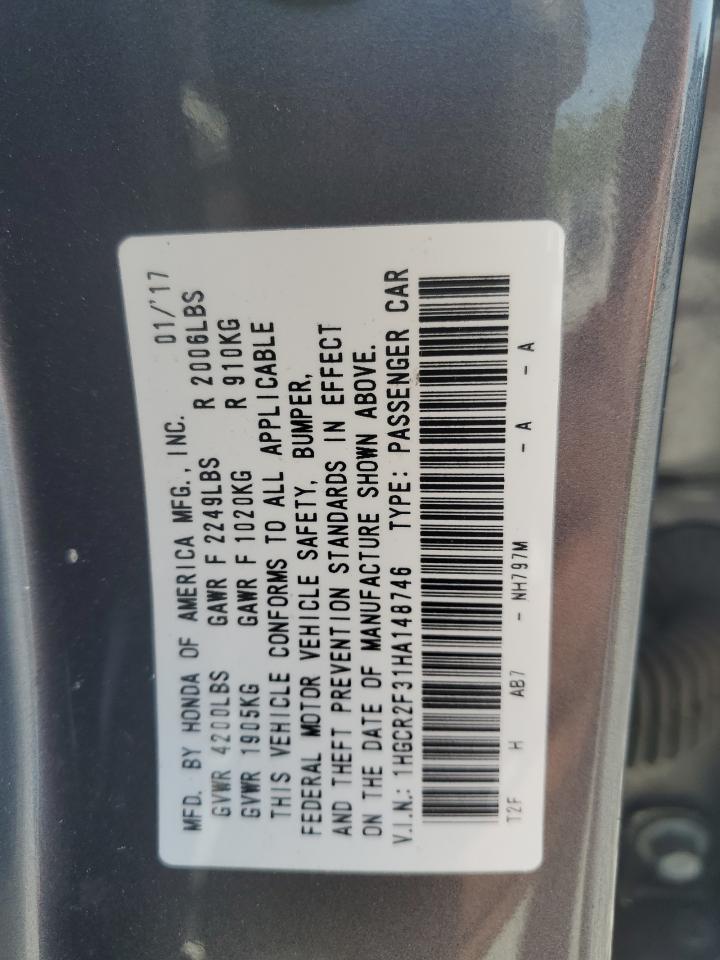 MFD. BY HONDA OF AMERICA MFG., INC. 01/'17
GVWR 4200LBS GAWR F 2249LBS R 2006LBS
GVWR 1905KG GAWR F 1020KG R 910KG
THIS VEHICLE CONFORMS TO ALL APPLICABLE
FEDERAL MOTOR VEHICLE SAFETY, BUMPER,
AND THEFT PREVENTION STANDARDS IN EFFECT
ON THE DATE OF MANUFACTURE SHOWN ABOVE.
V.I.N.: 1HGCR2F31HA148746 TYPE: PASSENGER CAR
T2F H AB7 - NH797M - A - A